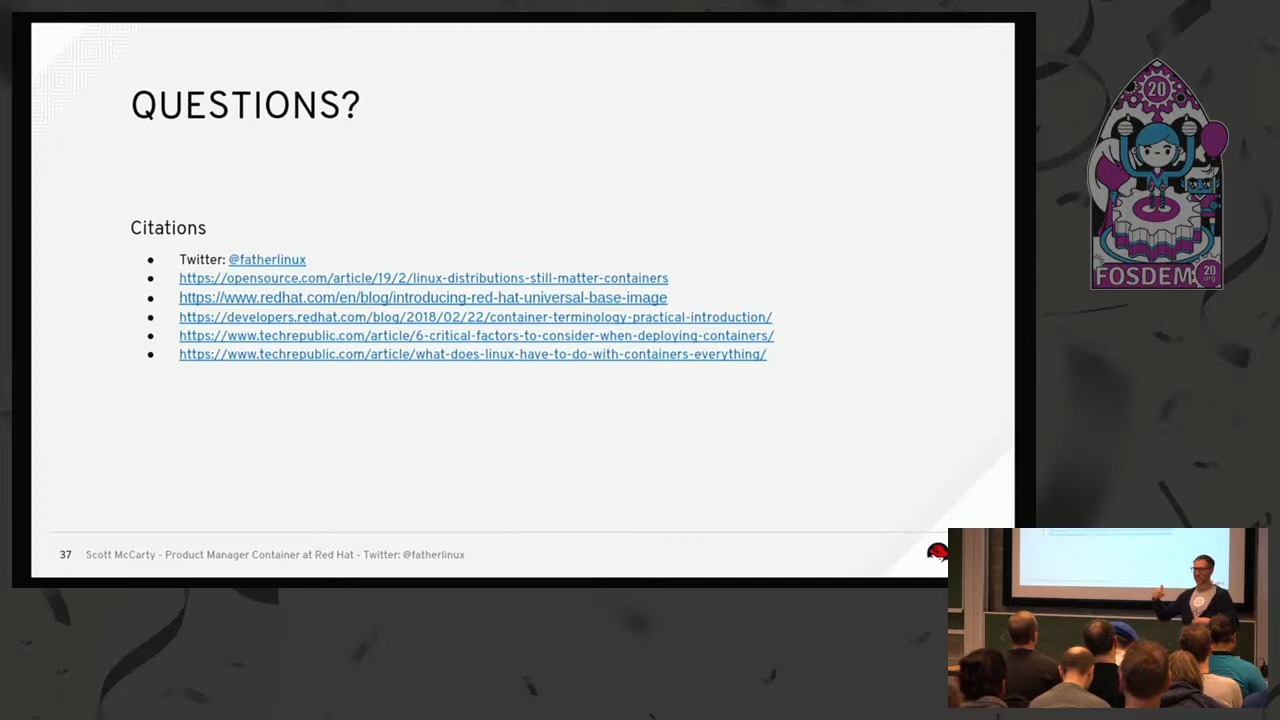 QUESTIONS?
Citations
● Twitter: @fatherlinux
● https://opensource.com/article/19/2/linux-distributions-still-matter-containers
● https://www.redhat.com/en/blog/introducing-red-hat-universal-base-image
● https://developers.redhat.com/blog/2018/02/22/container-terminology-practical-introduction/
● https://www.techrepublic.com/article/6-critical-factors-to-consider-when-deploying-containers/
● https://www.techrepublic.com/article/what-does-linux-have-to-do-with-containers-everything/
37 Scott McCarty - Product Manager Container at Red Hat - Twitter: @fatherlinux
20
FOSDEM
20
.org